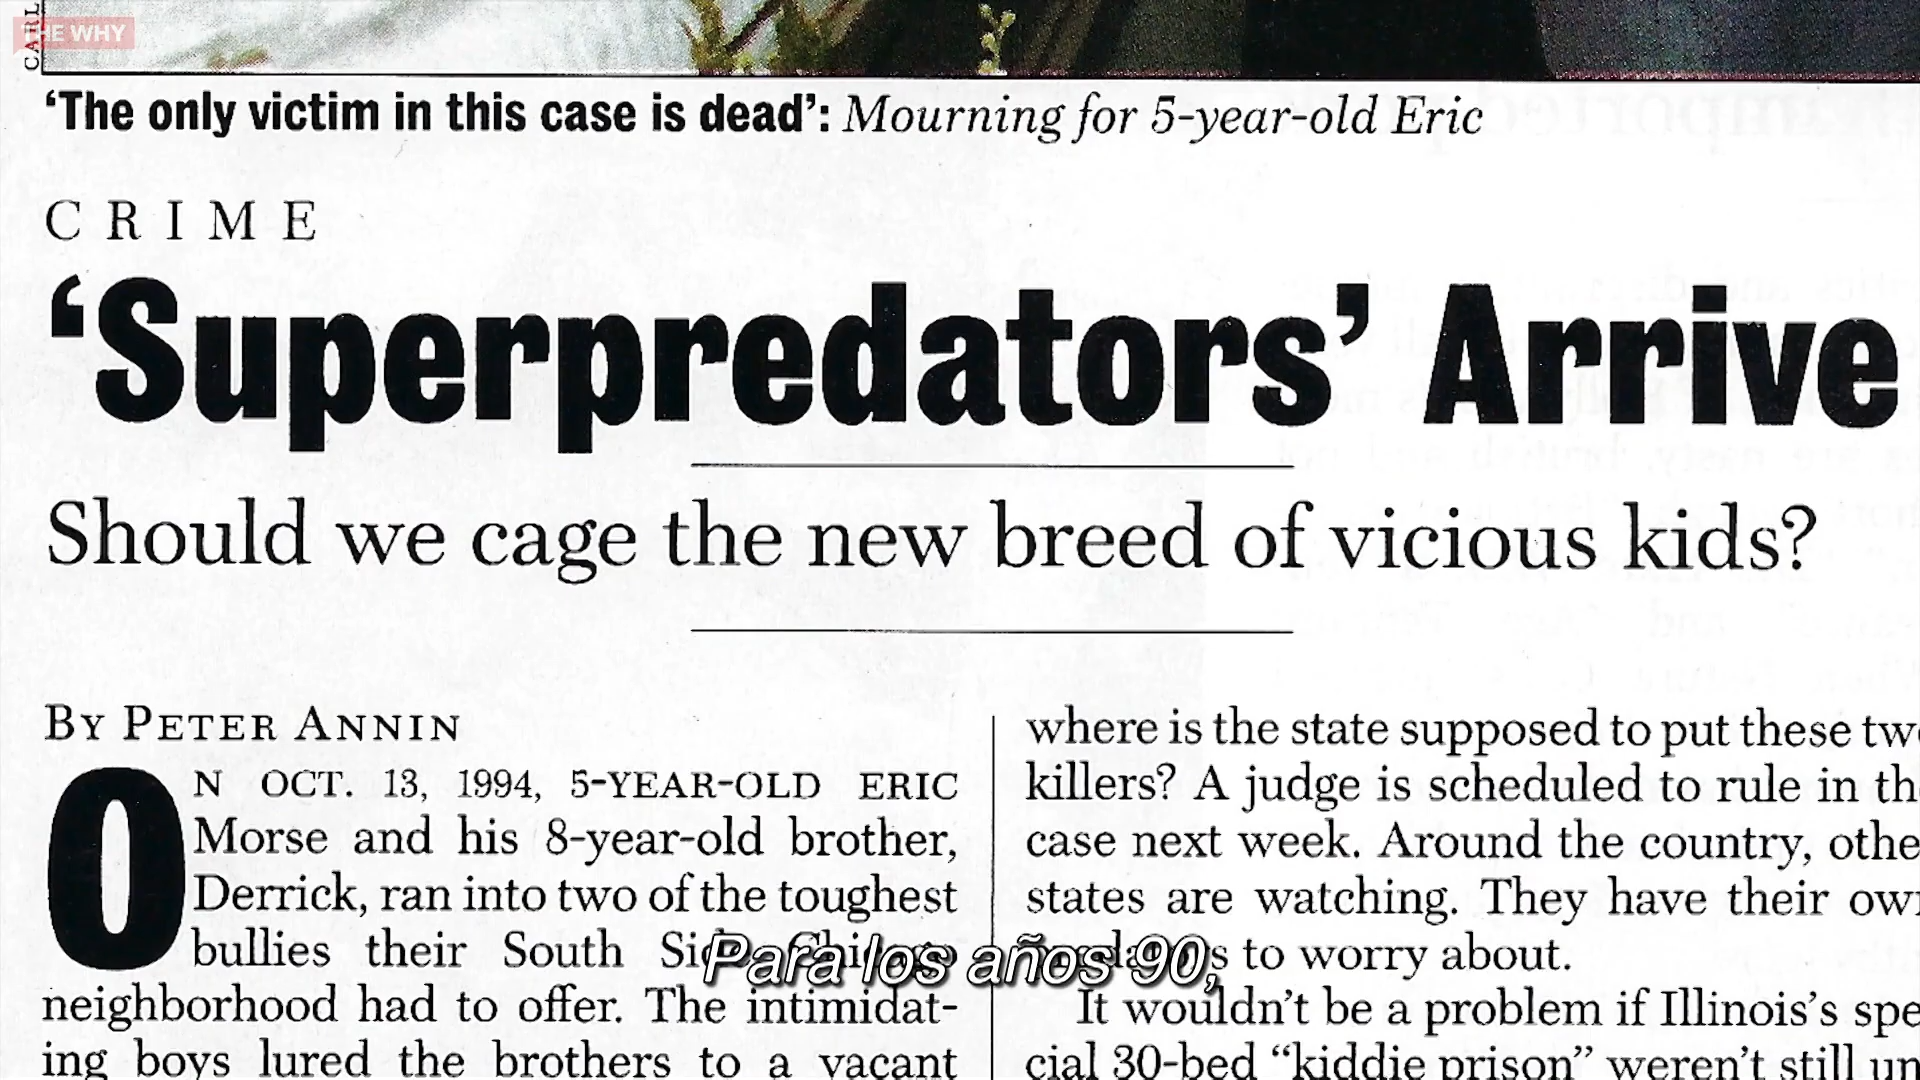 THE WHY
CARL
'The only victim in this case is dead': Mourning for 5-year-old Eric
CRIME
'Superpredators' Arrive
Should we cage the new breed of vicious kids?
BY PETER ANNIN
ON OCT. 13, 1994, 5-YEAR-OLD ERIC
Morse and his 8-year-old brother,
Derrick, ran into two of the toughest
bullies their South Side Chicago
neighborhood had to offer. The intimidat-
ing boys lured the brothers to a vacant
where is the state supposed to put these
killers? A judge is scheduled to rule in
case next week. Around the country,
states are watching. They have their
to worry about.
It wouldn't be a problem if Illinois's spe-
cial 30-bed "kiddie prison" weren't still
Para los años 90,